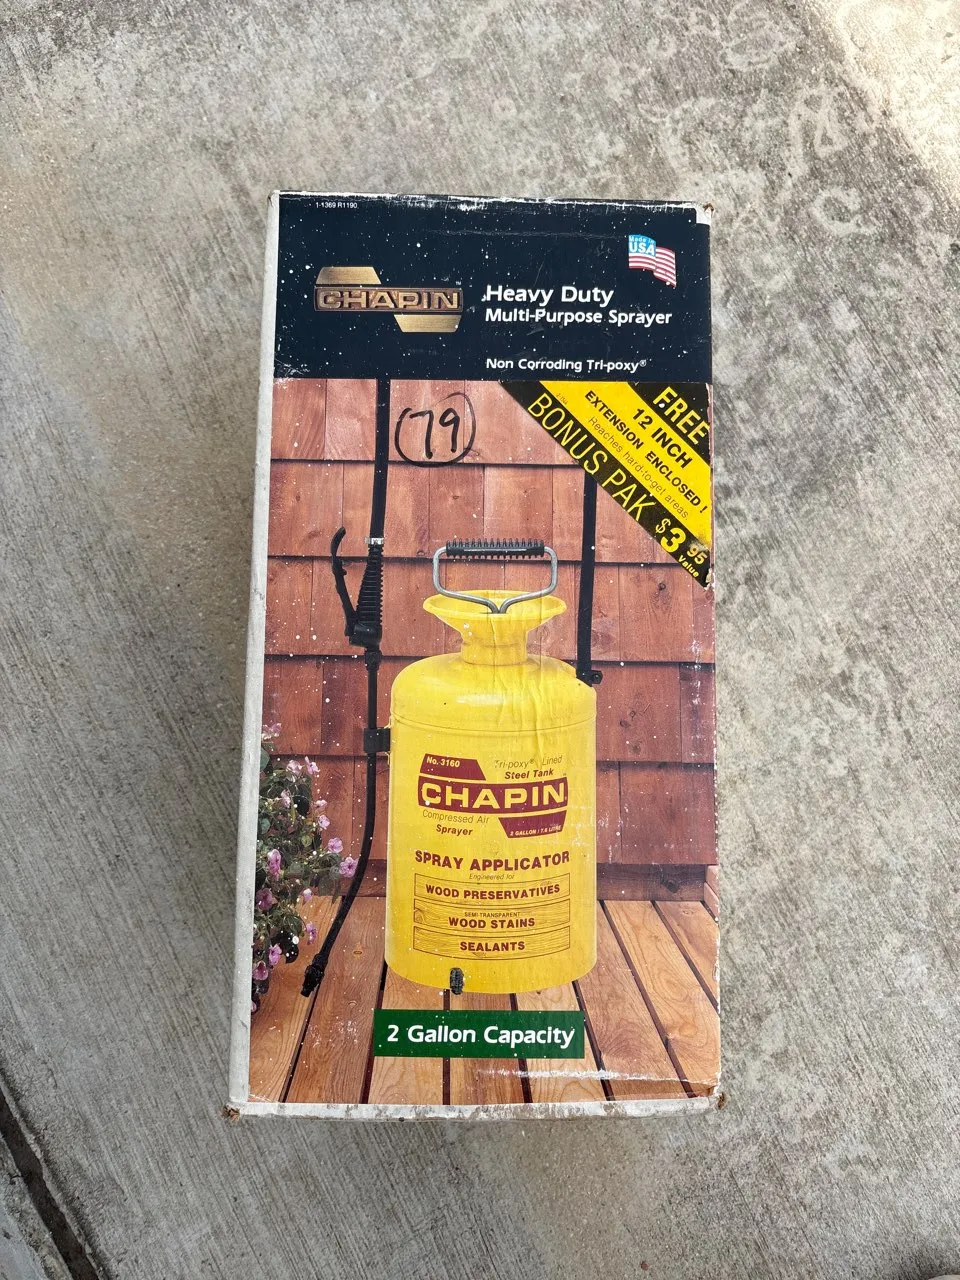 1-1369 R1190
Made in
USA
CHAPIN™
Heavy Duty
Multi-Purpose Sprayer
Non Corroding Tri-poxy®
79
FREE
12 INCH
EXTENSION ENCLOSED!
Reaches hard-to-get areas
BONUS PAK $3.95
value
No. 3160
Tri-poxy® Lined
Steel Tank
CHAPIN
Compressed Air
Sprayer
2 GALLON / 7.6 LITRE
SPRAY APPLICATOR
Engineered for
WOOD PRESERVATIVES
SEMI-TRANSPARENT
WOOD STAINS
SEALANTS
2 Gallon Capacity